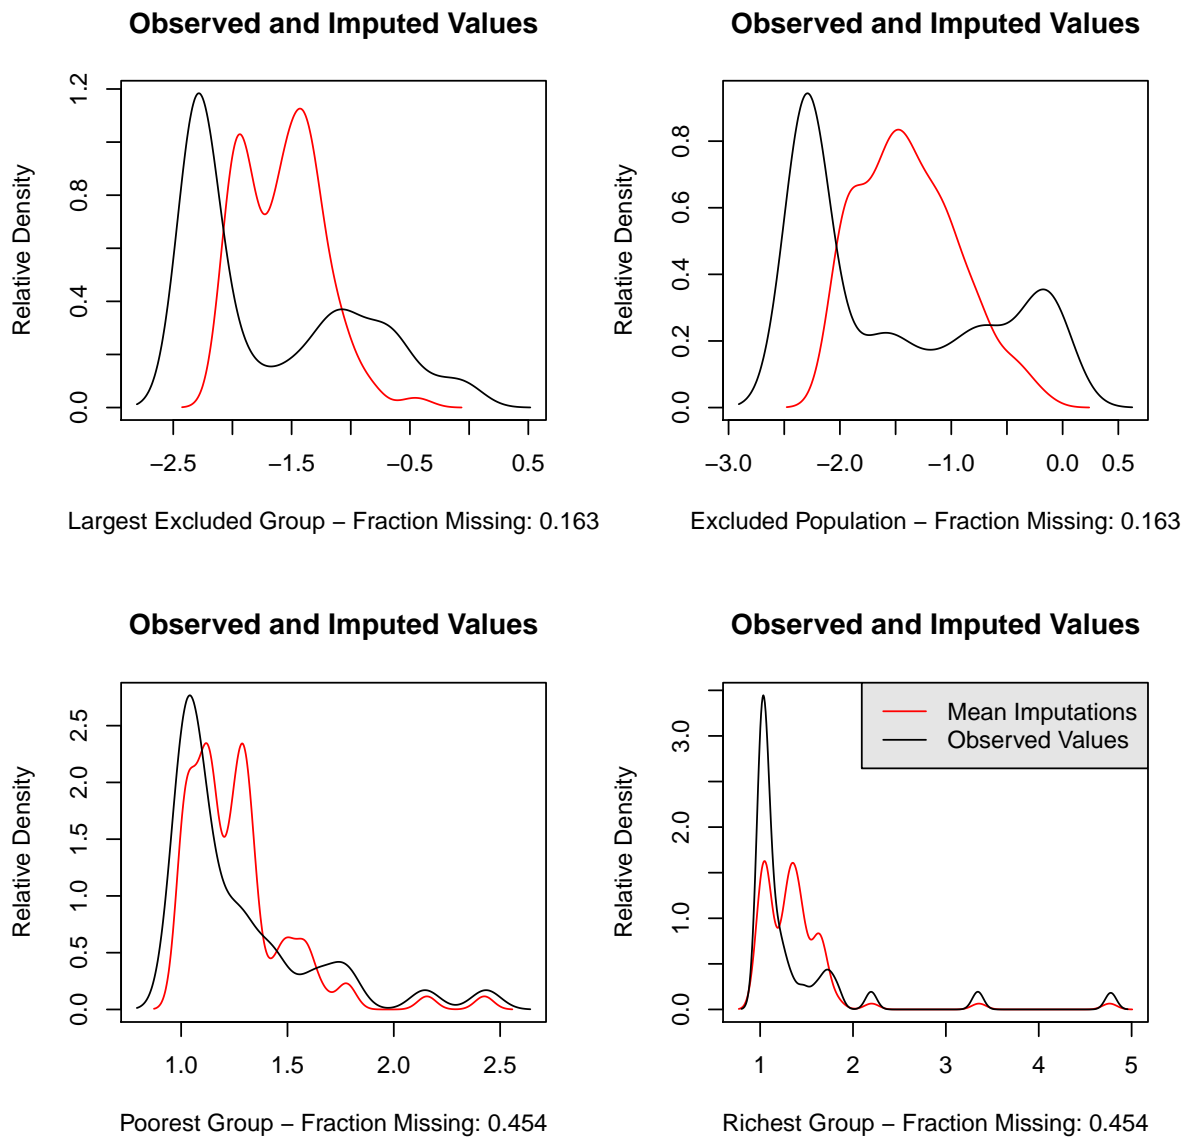 Observed and Imputed Values
Relative Density
0.0 0.4 0.8 1.2
−2.5 −1.5 −0.5 0.5
Largest Excluded Group − Fraction Missing: 0.163
Observed and Imputed Values
Relative Density
0.0 0.2 0.4 0.6 0.8
−3.0 −2.0 −1.0 0.0 0.5
Excluded Population − Fraction Missing: 0.163
Observed and Imputed Values
Relative Density
0.0 0.5 1.0 1.5 2.0 2.5
1.0 1.5 2.0 2.5
Poorest Group − Fraction Missing: 0.454
Observed and Imputed Values
Relative Density
0.0 1.0 2.0 3.0
Mean Imputations
Observed Values
1 2 3 4 5
Richest Group − Fraction Missing: 0.454